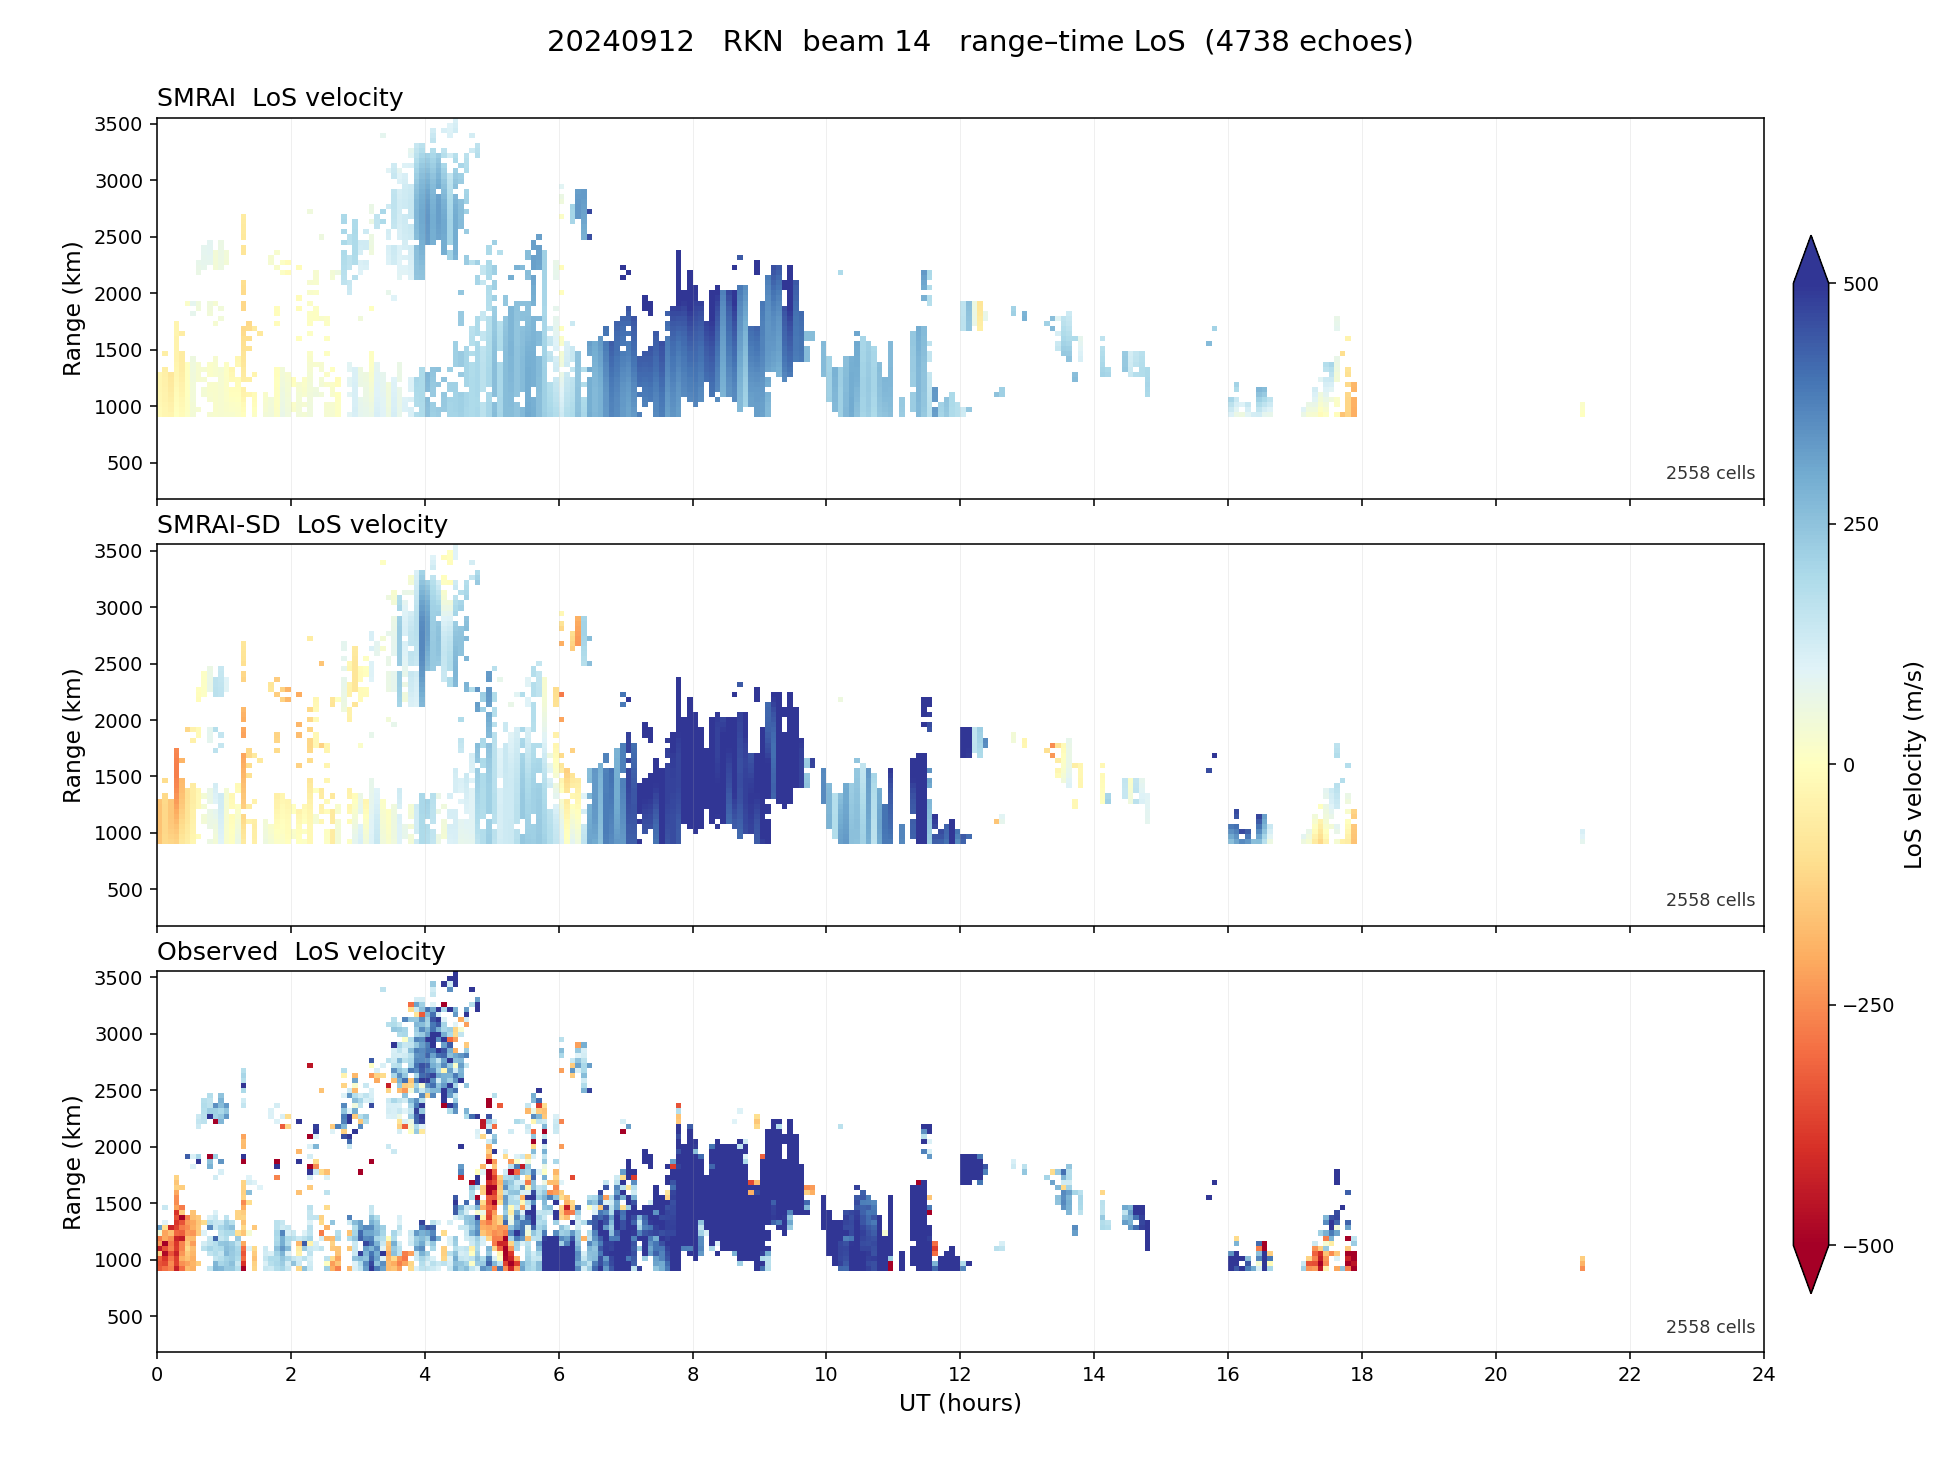 20240912   RKN  beam 14   range–time LoS  (4738 echoes)
SMRAI  LoS velocity
3500
3000
2500
2000
1500
1000
500
Range (km)
2558 cells
SMRAI-SD  LoS velocity
3500
3000
2500
2000
1500
1000
500
Range (km)
2558 cells
Observed  LoS velocity
3500
3000
2500
2000
1500
1000
500
Range (km)
2558 cells
0 2 4 6 8 10 12 14 16 18 20 22 24
UT (hours)
500
250
0
−250
−500
LoS velocity (m/s)